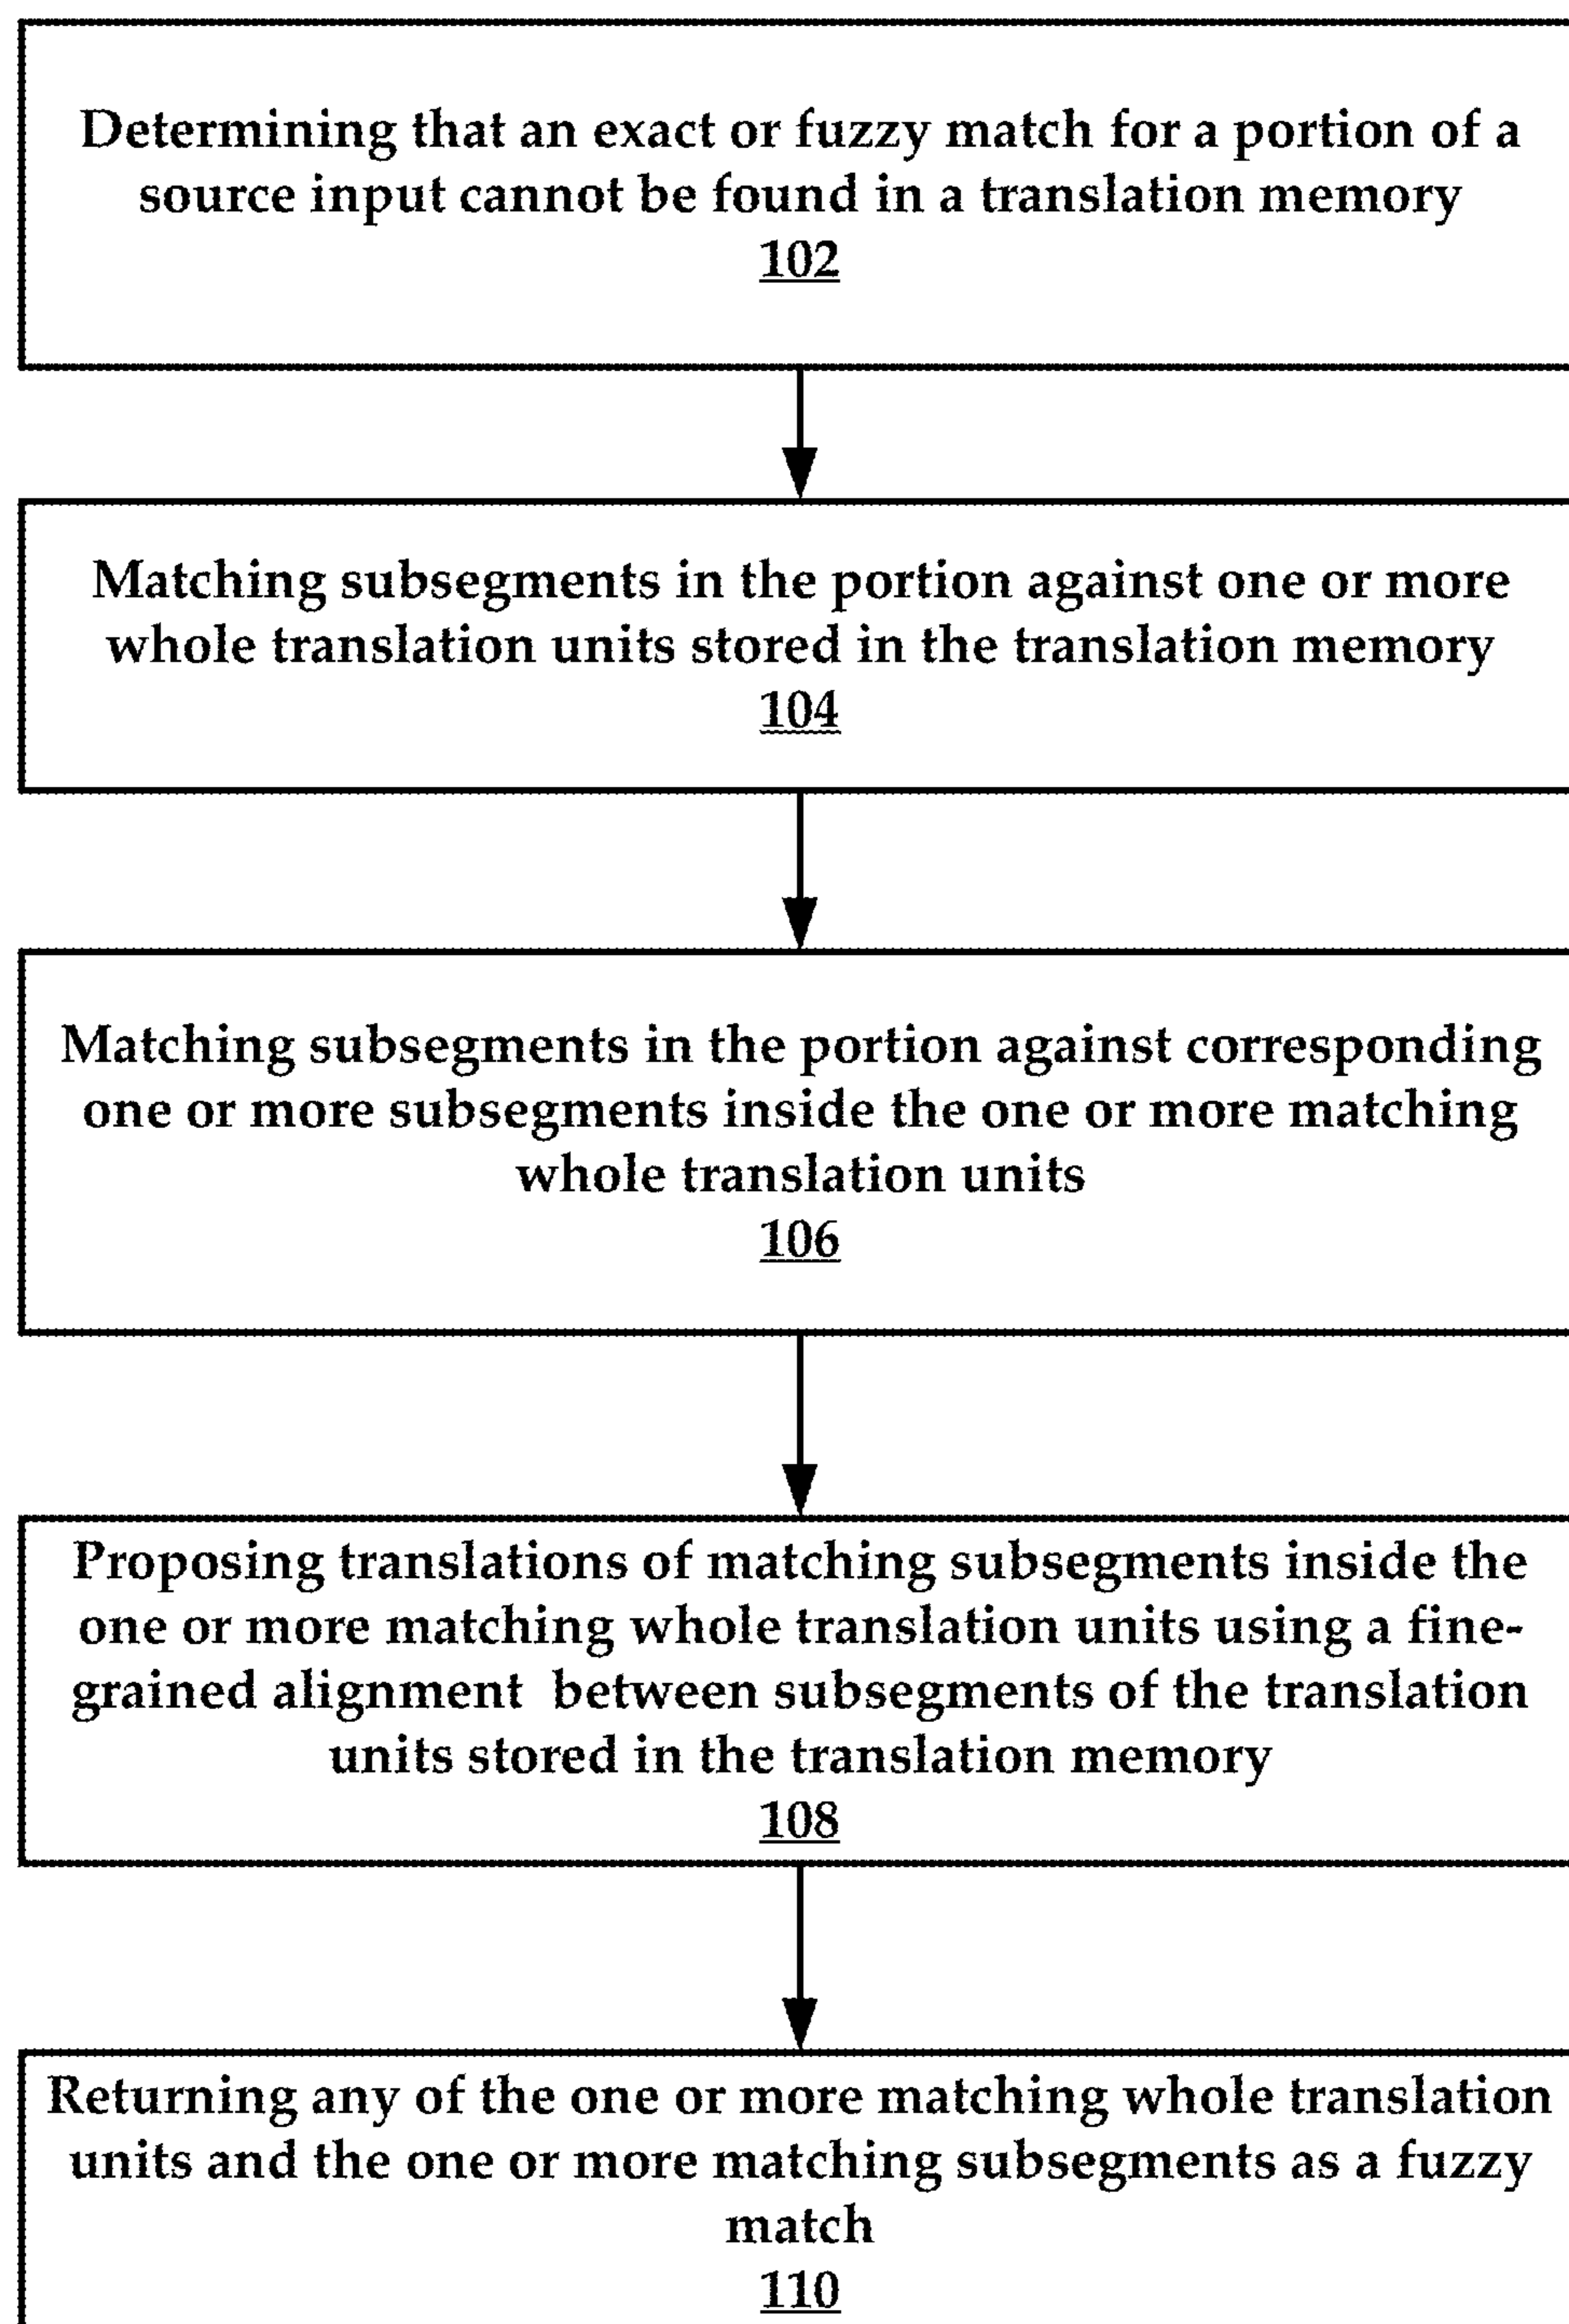 Determining that an exact or fuzzy match for a portion of a
source input cannot be found in a translation memory
102
Matching subsegments in the portion against one or more
whole translation units stored in the translation memory
104
Matching subsegments in the portion against corresponding
one or more subsegments inside the one or more matching
whole translation units
106
Proposing translations of matching subsegments inside the
one or more matching whole translation units using a fine-
grained alignment  between subsegments of the translation
units stored in the translation memory
108
Returning any of the one or more matching whole translation
units and the one or more matching subsegments as a fuzzy
match
110